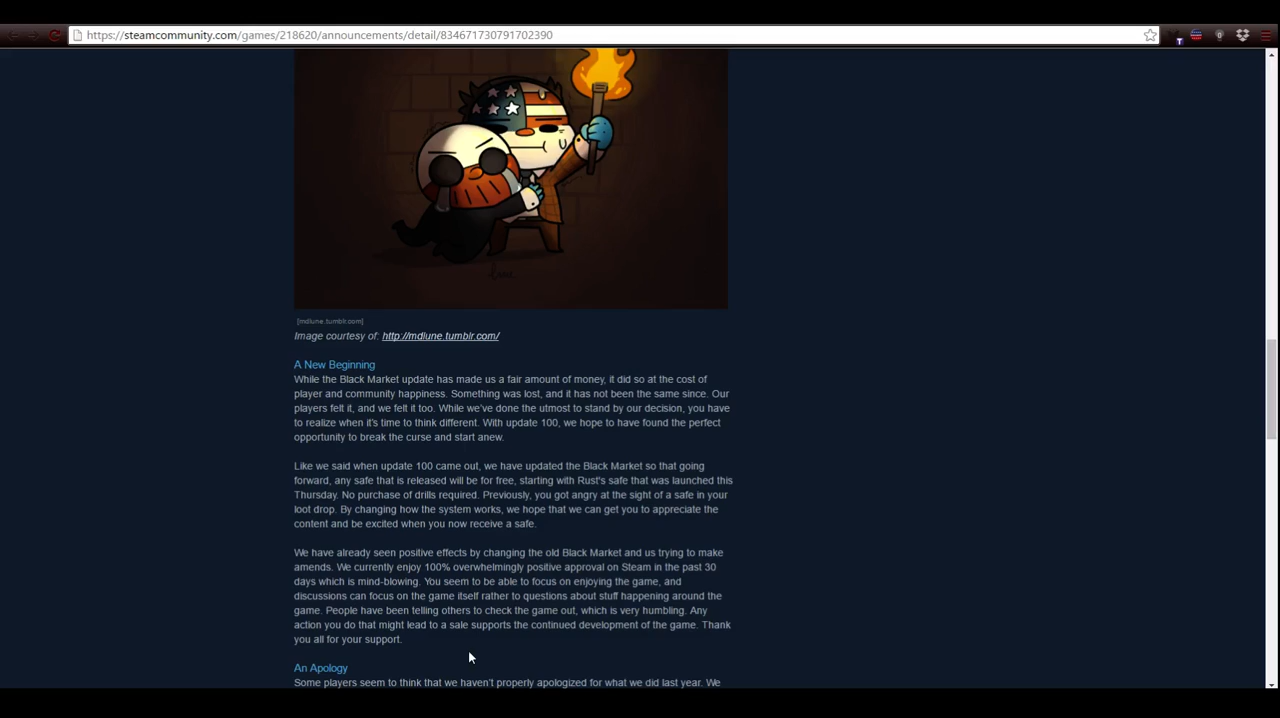 https://steamcommunity.com/games/218620/announcements/detail/834671730791702390
[mdlune.tumblr.com]
Image courtesy of: http://mdlune.tumblr.com/
A New Beginning
While the Black Market update has made us a fair amount of money, it did so at the cost of
player and community happiness. Something was lost, and it has not been the same since. Our
players felt it, and we felt it too. While we've done the utmost to stand by our decision, you have
to realize when it's time to think different. With update 100, we hope to have found the perfect
opportunity to break the curse and start anew.
Like we said when update 100 came out, we have updated the Black Market so that going
forward, any safe that is released will be for free, starting with Rust's safe that was launched this
Thursday. No purchase of drills required. Previously, you got angry at the sight of a safe in your
loot drop. By changing how the system works, we hope that we can get you to appreciate the
content and be excited when you now receive a safe.
We have already seen positive effects by changing the old Black Market and us trying to make
amends. We currently enjoy 100% overwhelmingly positive approval on Steam in the past 30
days which is mind-blowing. You seem to be able to focus on enjoying the game, and
discussions can focus on the game itself rather to questions about stuff happening around the
game. People have been telling others to check the game out, which is very humbling. Any
action you do that might lead to a sale supports the continued development of the game. Thank
you all for your support.
An Apology
Some players seem to think that we haven't properly apologized for what we did last year. We